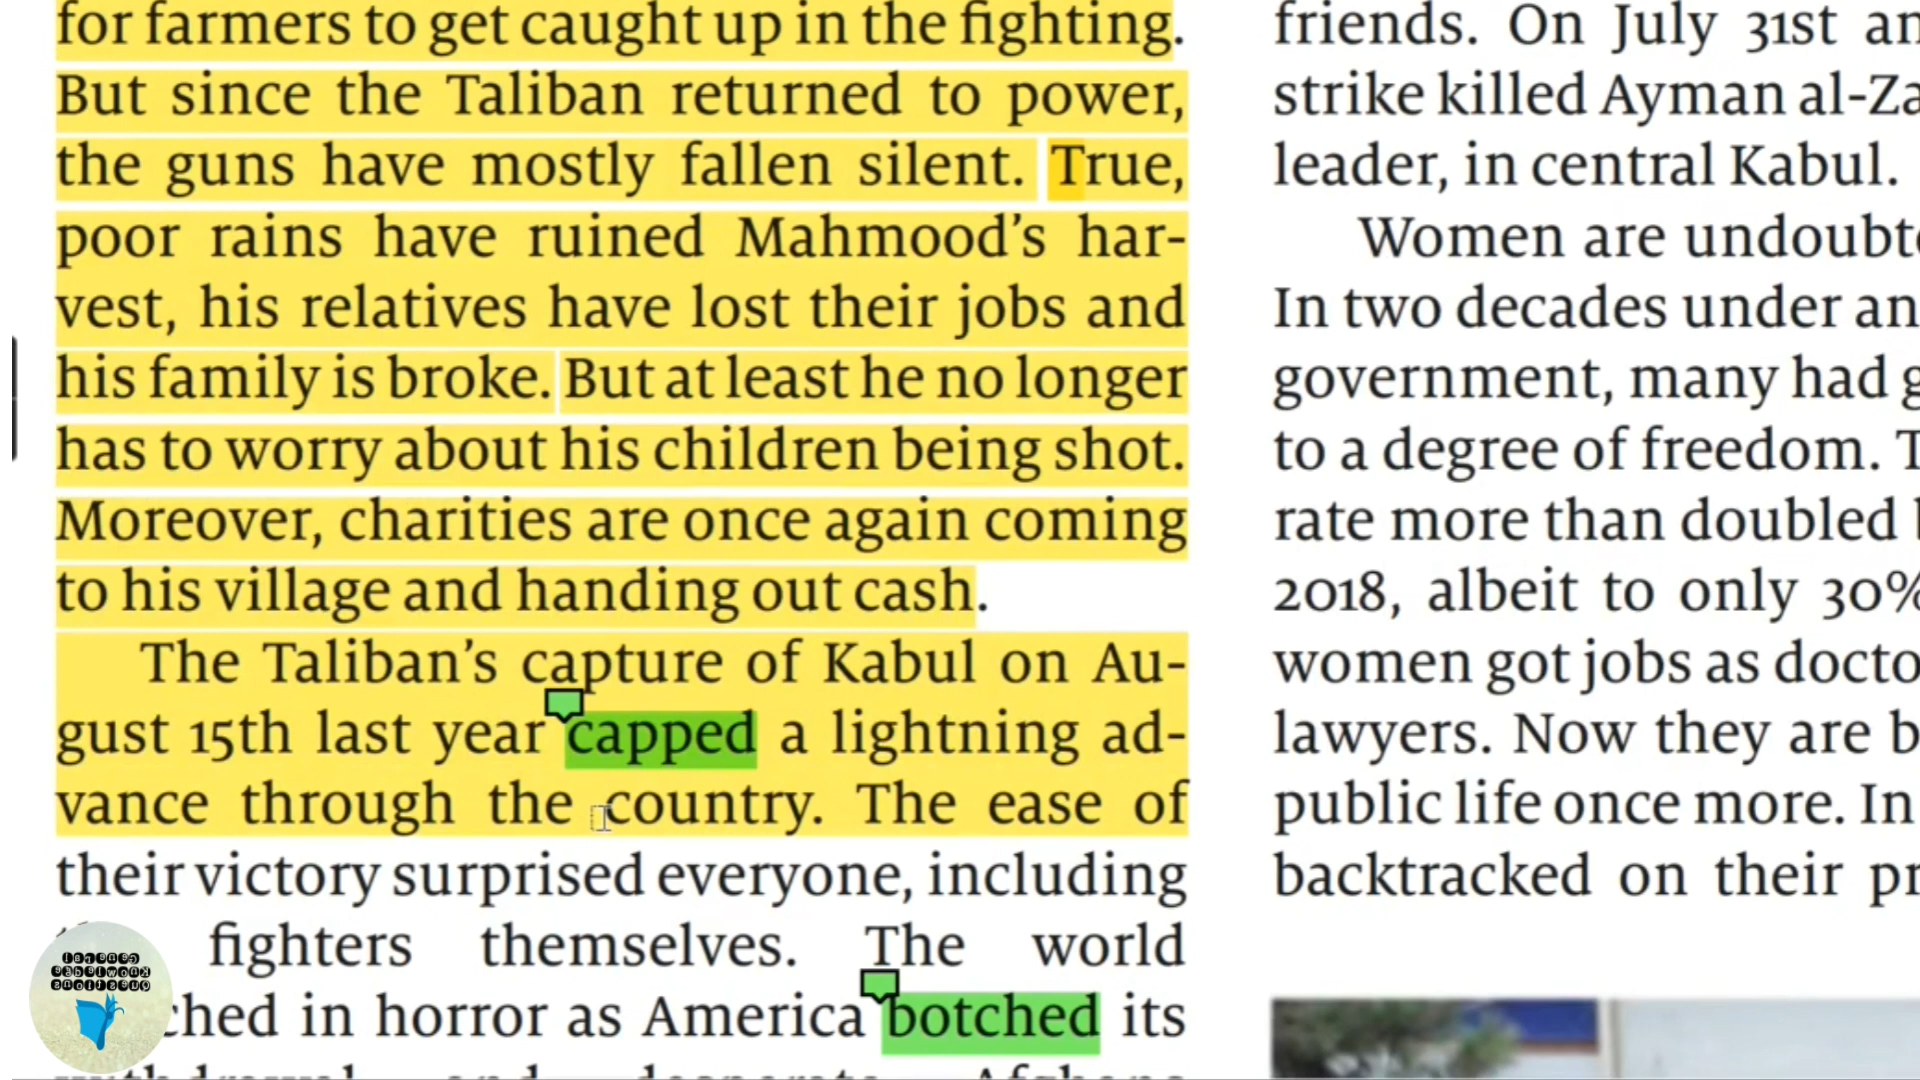 for farmers to get caught up in the fighting.
But since the Taliban returned to power,
the guns have mostly fallen silent. True,
poor rains have ruined Mahmood’s har-
vest, his relatives have lost their jobs and
his family is broke. But at least he no longer
has to worry about his children being shot.
Moreover, charities are once again coming
to his village and handing out cash.
The Taliban’s capture of Kabul on Au-
gust 15th last year capped a lightning ad-
vance through the country. The ease of
their victory surprised everyone, including
fighters themselves. The world
ched in horror as America botched its
withdrawal and desperate Afghans
friends. On July 31st an
strike killed Ayman al-Za
leader, in central Kabul.
Women are undoubte
In two decades under an
government, many had g
to a degree of freedom. T
rate more than doubled b
2018, albeit to only 30%
women got jobs as docto
lawyers. Now they are b
public life once more. In
backtracked on their pr